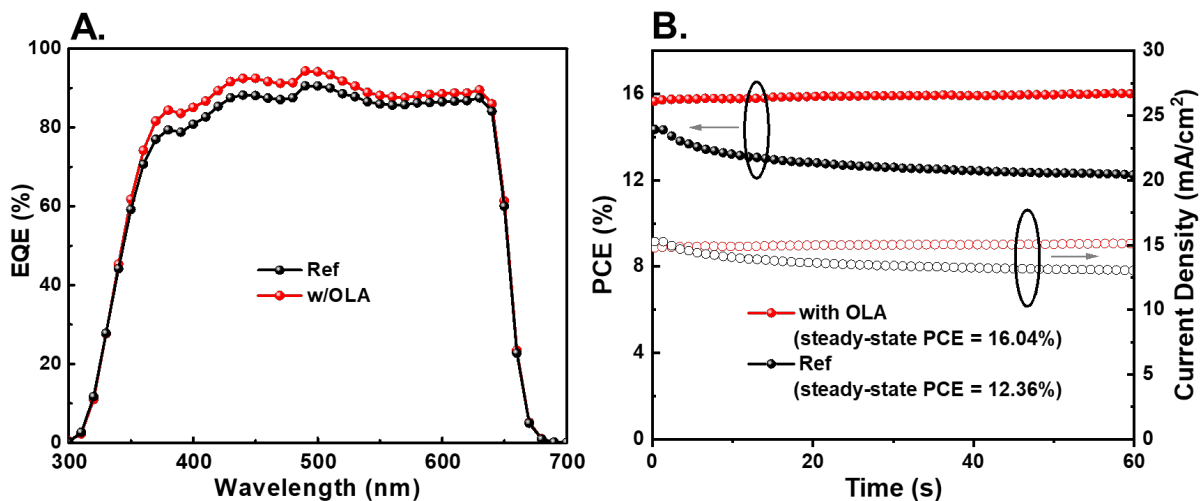 A.
EQE (%)
100
80
60
40
20
0
Ref
w/OLA
300
400
500
600
700
Wavelength (nm)
B.
PCE (%)
16
12
8
4
0
with OLA
(steady-state PCE = 16.04%)
Ref
(steady-state PCE = 12.36%)
0
20
40
60
Time (s)
30
25
20
15
10
5
0
Current Density (mA/cm²)